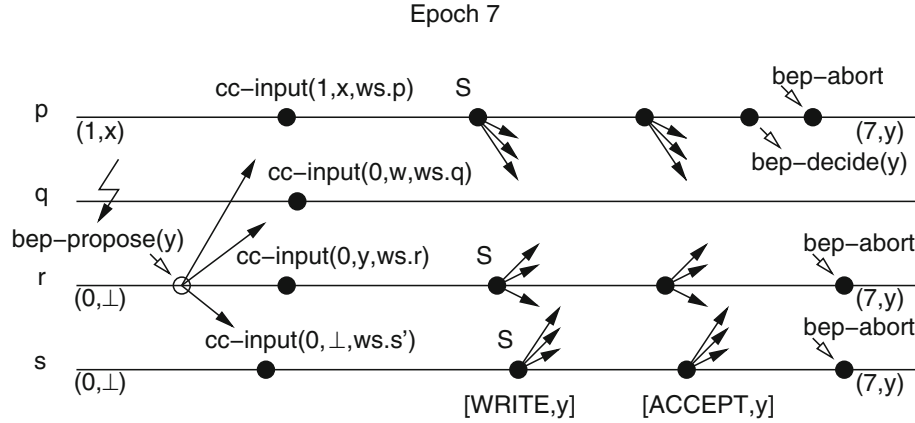 Epoch 7
bep−abort
cc−input(1,x,ws.p) S
p
(1,x) (7,y)
bep−decide(y)
cc−input(0,w,ws.q)
q
bep−propose(y)
cc−input(0,y,ws.r) S bep−abort
r
(0,⊥) (7,y)
cc−input(0,⊥,ws.s') S bep−abort
s
(0,⊥) (7,y)
[WRITE,y] [ACCEPT,y]